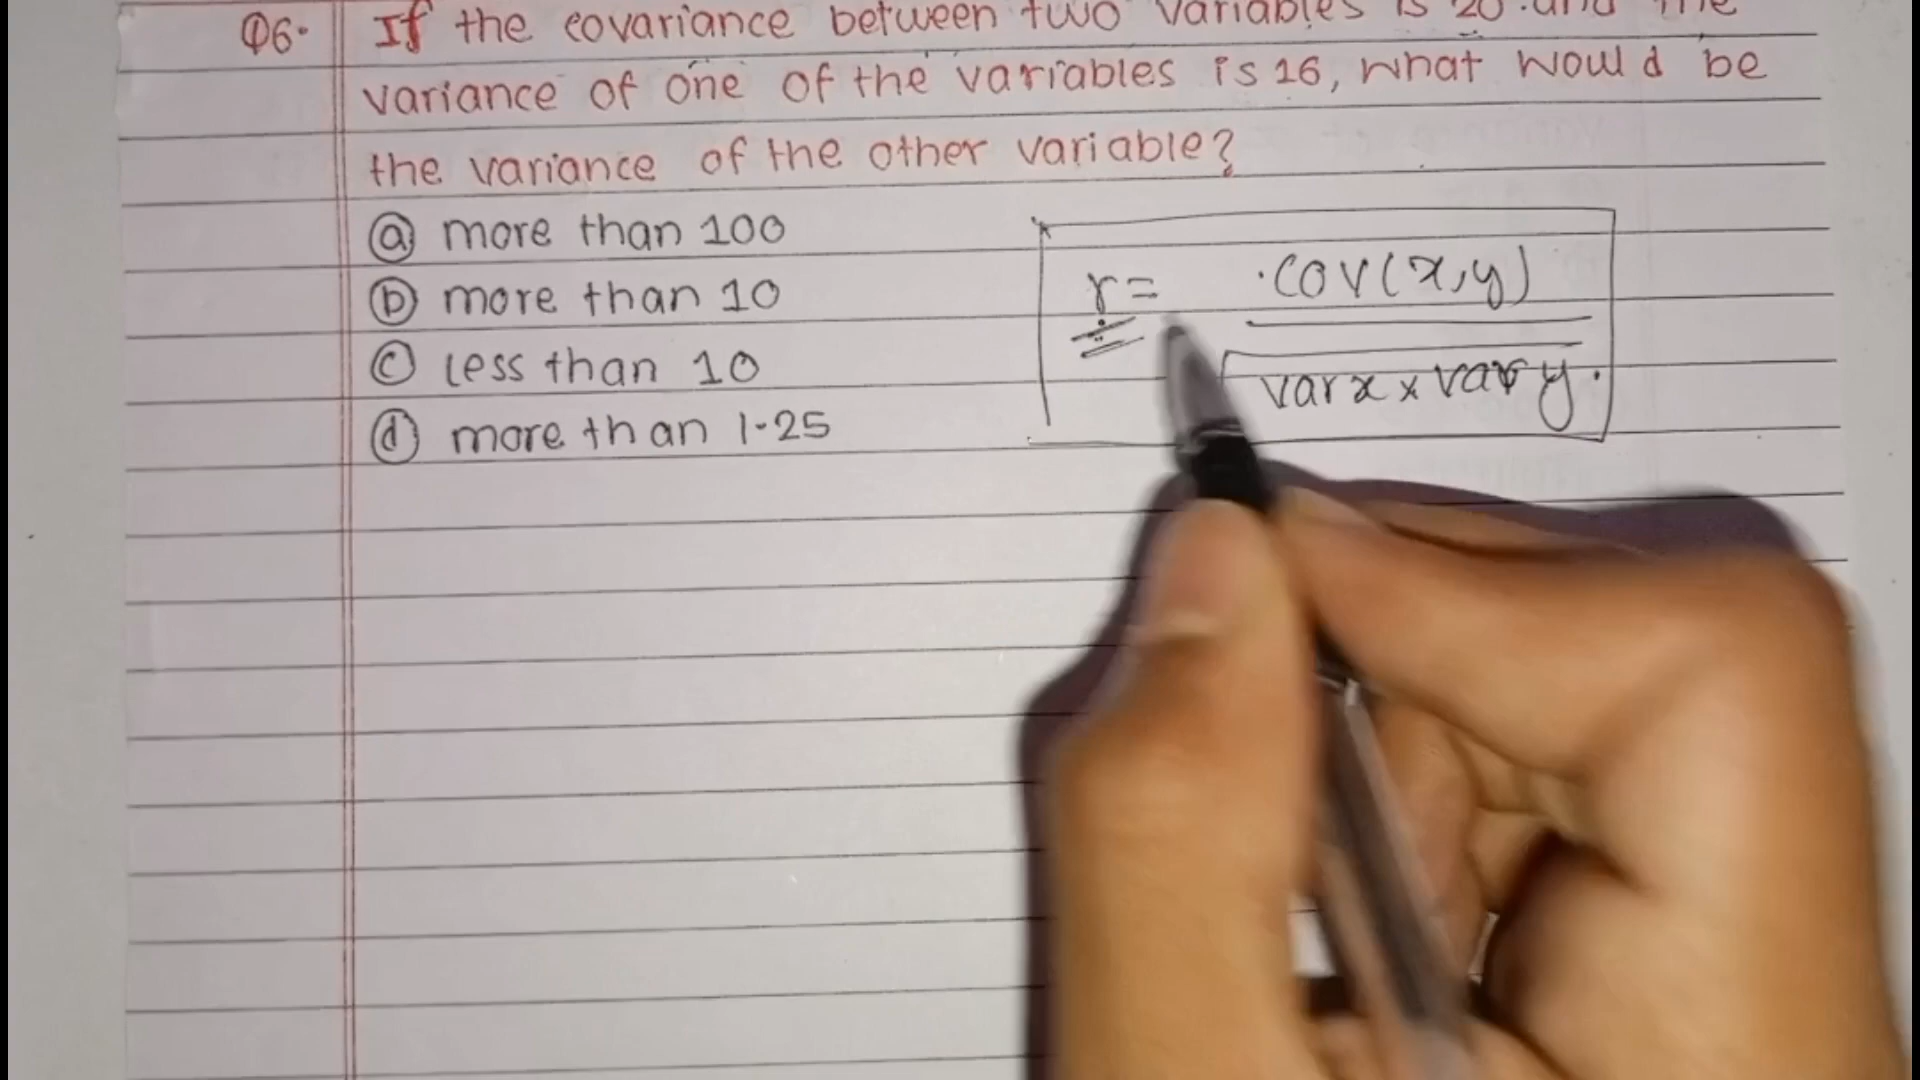 Q6. If the covariance between two variables is 20 and the
variance of one of the variables is 16, what would be
the variance of the other variable?
(a) more than 100
(b) more than 10
(c) less than 10
(d) more than 1.25
r = cov(x,y)
√var x × var y